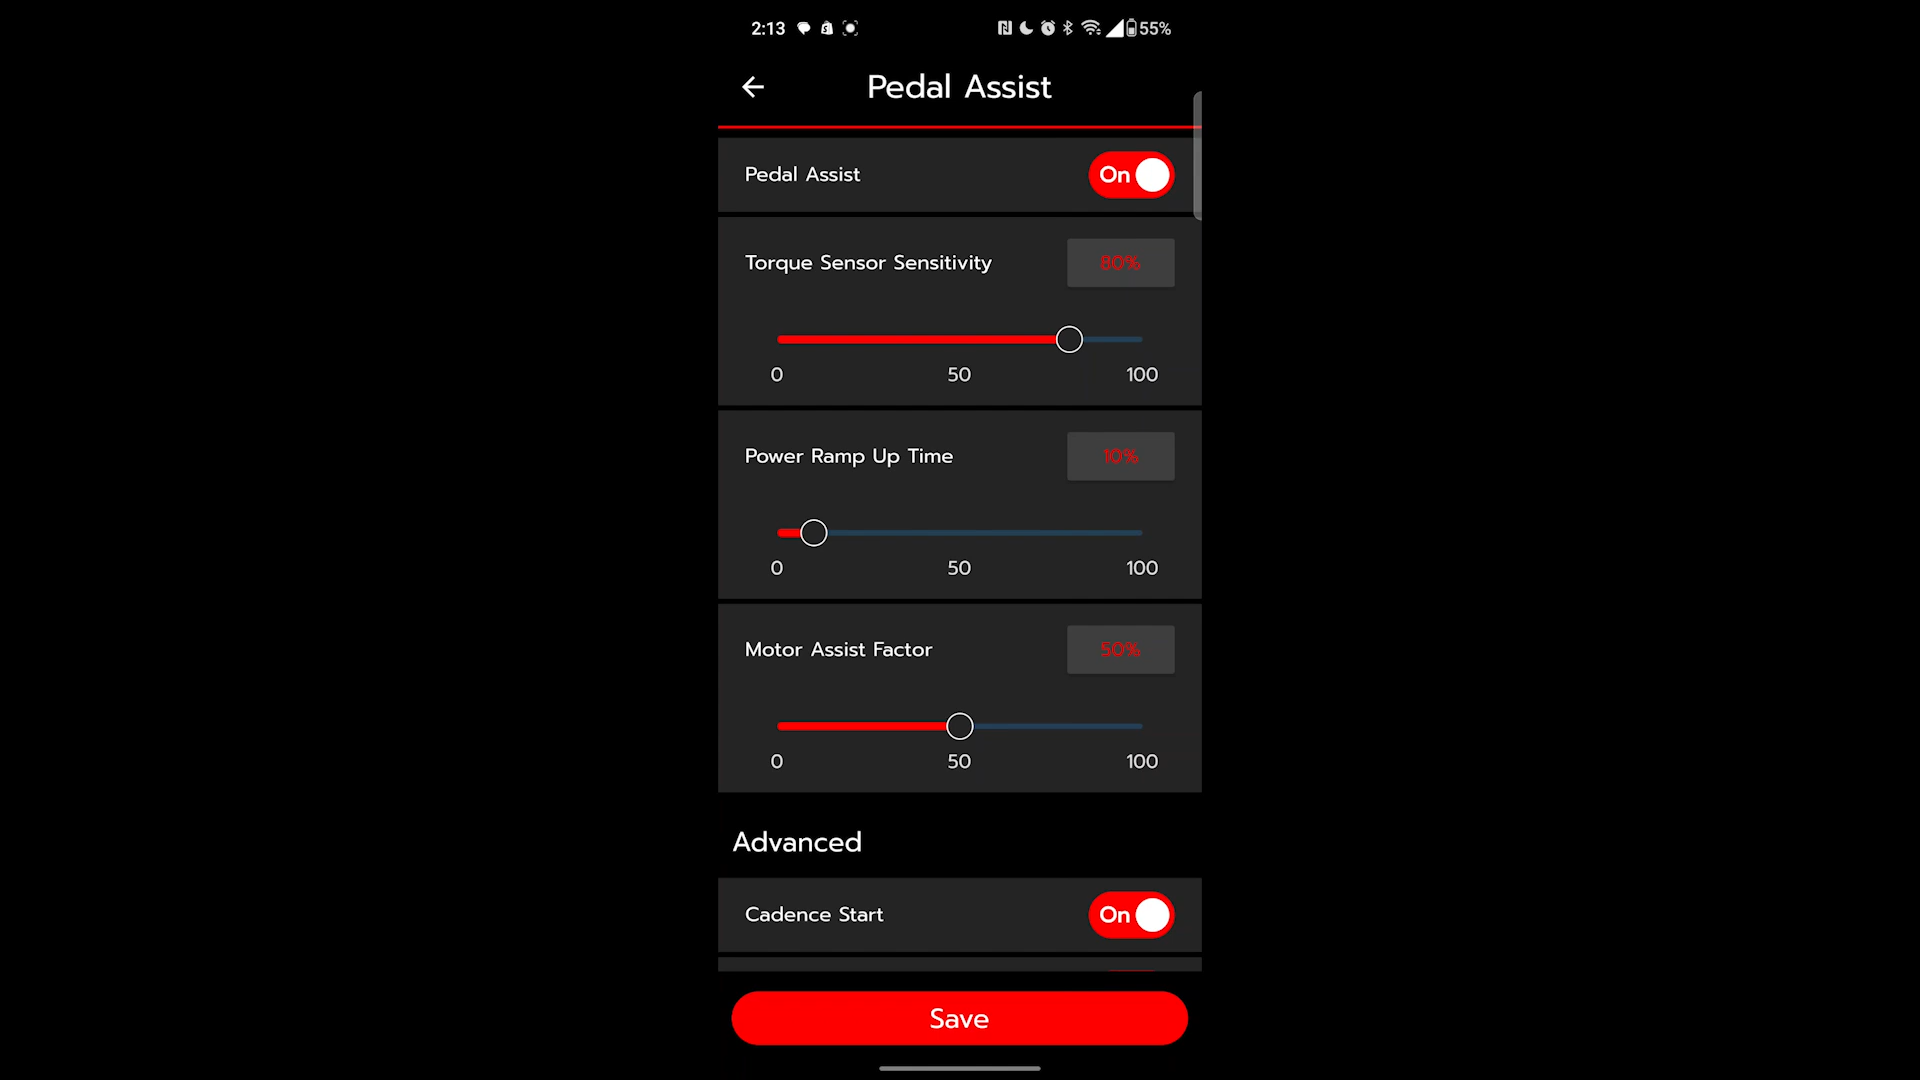 2:13 55%
Pedal Assist
Pedal Assist On
Torque Sensor Sensitivity 80%
0 50 100
Power Ramp Up Time 10%
0 50 100
Motor Assist Factor 50%
0 50 100
Advanced
Cadence Start On
Save